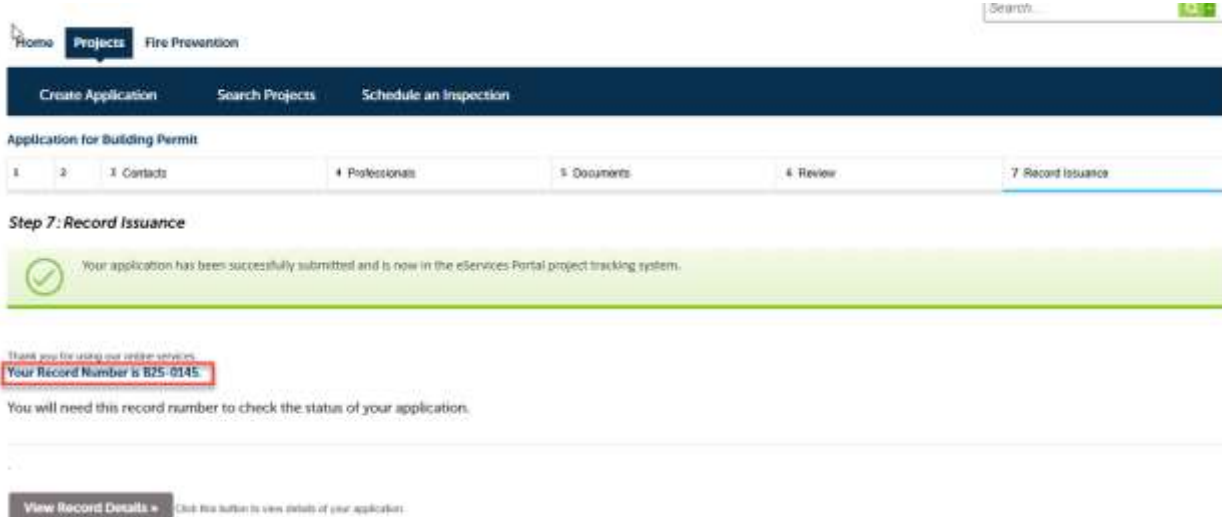 Search...
Home Projects Fire Prevention
Create Application Search Projects Schedule an Inspection
Application for Building Permit
1 2 3 Contacts 4 Professionals 5 Documents 6 Review 7 Record Issuance
Step 7: Record Issuance
Your application has been successfully submitted and is now in the eServices Portal project tracking system.
Thank you for using our online services.
Your Record Number is B25-0145.
You will need this record number to check the status of your application.
View Record Details » Click this button to view details of your application.